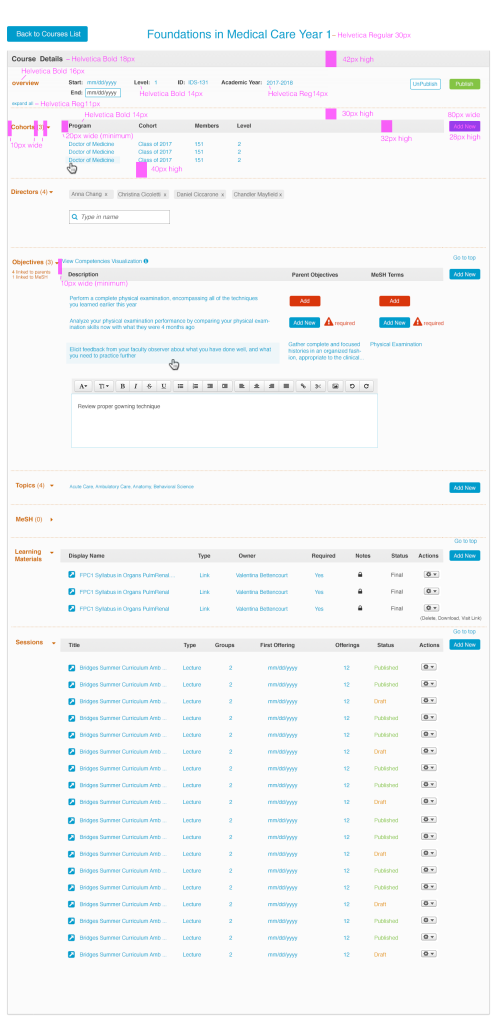 Back to Courses List
Foundations in Medical Care Year 1 – Helvetica Regular 30px
Course Details – Helvetica Bold 18px
42px high
Helvetica Bold 16px
overview
Start: mm/dd/yyyy Level: 1 ID: IDS-131 Academic Year: 2017-2018
UnPublish
Publish
End: mm/dd/yyyy
Helvetica Bold 14px
Helvetica Reg14px
expand all – Helvetica Reg11px
Helvetica Bold 14px
30px high
80px wide
Cohorts (3)
Program Cohort Members Level
Add New
20px wide (minimum)
32px high
28px high
10px wide
Doctor of Medicine Class of 2017 151 2
Doctor of Medicine Class of 2017 151 2
Doctor of Medicine Class of 2017 151 2
40px high
Directors (4)
Anna Chang x
Christina Cicoletti x
Daniel Ciccarone x
Chandler Mayfield x
Type in name
Go to top
Objectives (3)
View Competencies Visualization
4 linked to parents
1 linked to MeSH
Description Parent Objectives MeSH Terms
Add New
10px wide (minimum)
Perform a complete physical examination, encompassing all of the techniques
you learned earlier this year
Add
Add
Analyze your physical examination performance by comparing your physical exam-
ination skills now with what they were 4 months ago
Add New required
Add New required
Elicit feedback from your faculty observer about what you have done well, and what
you need to practice further
Gather complete and focused
histories in an organized fash-
ion, appropriate to the clinical...
Physical Examination
Review proper gowning technique
Topics (4)
Acute Care, Ambulatory Care, Anatomy, Behavioral Science
Add New
MeSH (0)
Go to top
Learning
Materials
Display Name Type Owner Required Notes Status Actions
Add New
FPC1 Syllabus in Organs PulmRenal... Link Valentina Bettencourt Yes Final
FPC1 Syllabus in Organs PulmRenal Link Valentina Bettencourt Yes Final
FPC1 Syllabus in Organs PulmRenal Link Valentina Bettencourt Yes Final
(Delete, Download, Visit Link)
Go to top
Sessions
Title Type Groups First Offering Offerings Status Actions
Add New
Bridges Summer Curriculum Amb ... Lecture 2 mm/dd/yyyy 12 Published
Bridges Summer Curriculum Amb ... Lecture 2 mm/dd/yyyy 12 Published
Bridges Summer Curriculum Amb ... Lecture 2 mm/dd/yyyy 12 Draft
Bridges Summer Curriculum Amb ... Lecture 2 mm/dd/yyyy 12 Published
Bridges Summer Curriculum Amb ... Lecture 2 mm/dd/yyyy 12 Published
Bridges Summer Curriculum Amb ... Lecture 2 mm/dd/yyyy 12 Draft
Bridges Summer Curriculum Amb ... Lecture 2 mm/dd/yyyy 12 Published
Bridges Summer Curriculum Amb ... Lecture 2 mm/dd/yyyy 12 Published
Bridges Summer Curriculum Amb ... Lecture 2 mm/dd/yyyy 12 Draft
Bridges Summer Curriculum Amb ... Lecture 2 mm/dd/yyyy 12 Published
Bridges Summer Curriculum Amb ... Lecture 2 mm/dd/yyyy 12 Published
Bridges Summer Curriculum Amb ... Lecture 2 mm/dd/yyyy 12 Draft
Bridges Summer Curriculum Amb ... Lecture 2 mm/dd/yyyy 12 Published
Bridges Summer Curriculum Amb ... Lecture 2 mm/dd/yyyy 12 Published
Bridges Summer Curriculum Amb ... Lecture 2 mm/dd/yyyy 12 Draft
Bridges Summer Curriculum Amb ... Lecture 2 mm/dd/yyyy 12 Published
Bridges Summer Curriculum Amb ... Lecture 2 mm/dd/yyyy 12 Published
Bridges Summer Curriculum Amb ... Lecture 2 mm/dd/yyyy 12 Draft